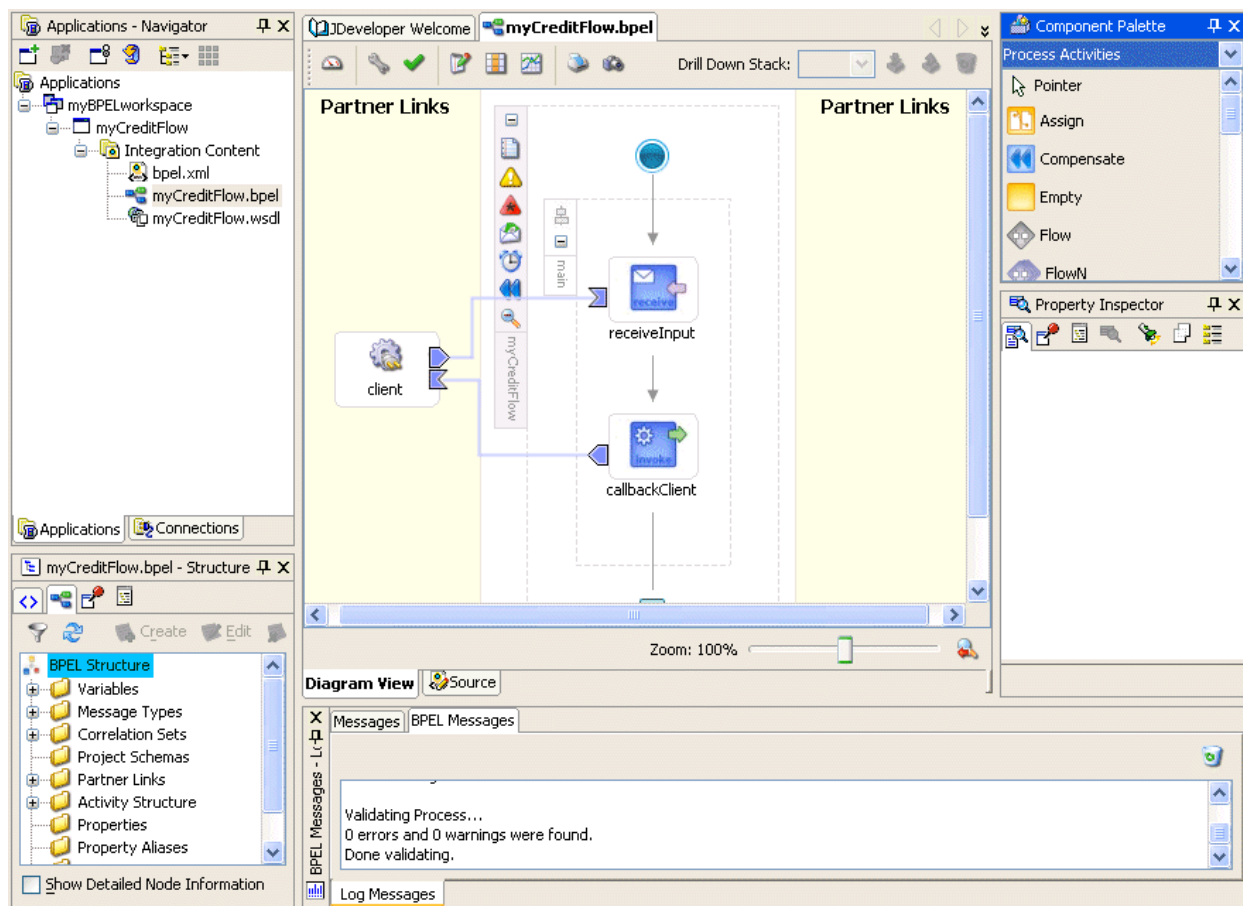 Applications - Navigator
Applications
myBPELworkspace
myCreditFlow
Integration Content
bpel.xml
myCreditFlow.bpel
myCreditFlow.wsdl
Applications
Connections
myCreditFlow.bpel - Structure
Create
Edit
BPEL Structure
Variables
Message Types
Correlation Sets
Project Schemas
Partner Links
Activity Structure
Properties
Property Aliases
Show Detailed Node Information
JDeveloper Welcome
myCreditFlow.bpel
Drill Down Stack:
Partner Links
Partner Links
main
myCreditFlow
receive
receiveInput
client
invoke
callbackClient
Zoom: 100%
Diagram View
Source
BPEL Messages -
Messages
BPEL Messages
Validating Process...
0 errors and 0 warnings were found.
Done validating.
Log Messages
Component Palette
Process Activities
Pointer
Assign
Compensate
Empty
Flow
FlowN
Property Inspector